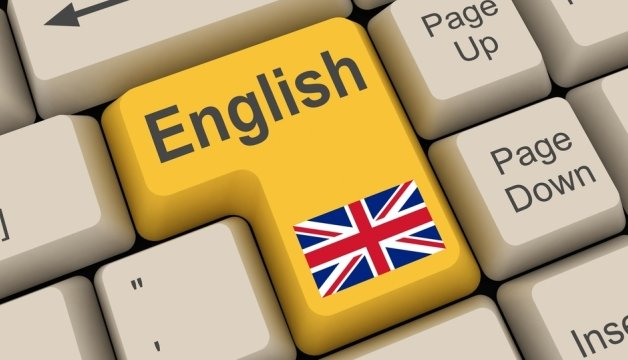 English
Page
Up
Page
Down
]
"
'
Inse